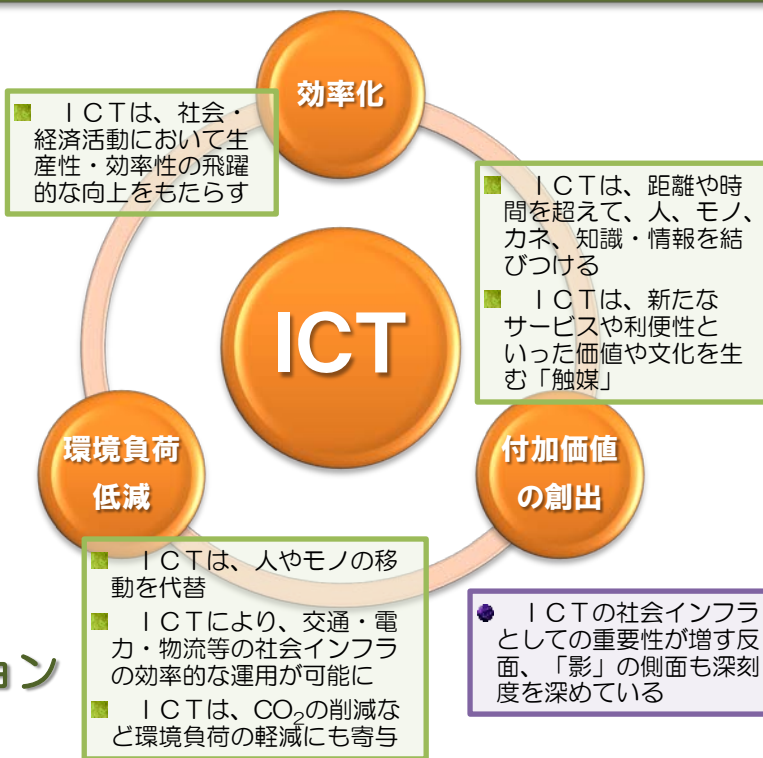 効率化
ＩＣＴは、社会・
経済活動において生
産性・効率性の飛躍
的な向上をもたらす
ＩＣＴは、距離や時
間を超えて、人、モノ、
カネ、知識・情報を結
びつける
ＩＣＴは、新たな
サービスや利便性と
いった価値や文化を生
む「触媒」
ICT
環境負荷
低減
付加価値
の創出
ＩＣＴは、人やモノの移
動を代替
ＩＣＴにより、交通・電
力・物流等の社会インフラ
の効率的な運用が可能に
ＩＣＴは、CO₂の削減な
ど環境負荷の軽減にも寄与
ＩＣＴの社会インフラ
としての重要性が増す反
面、「影」の側面も深刻
度を深めている
ョン